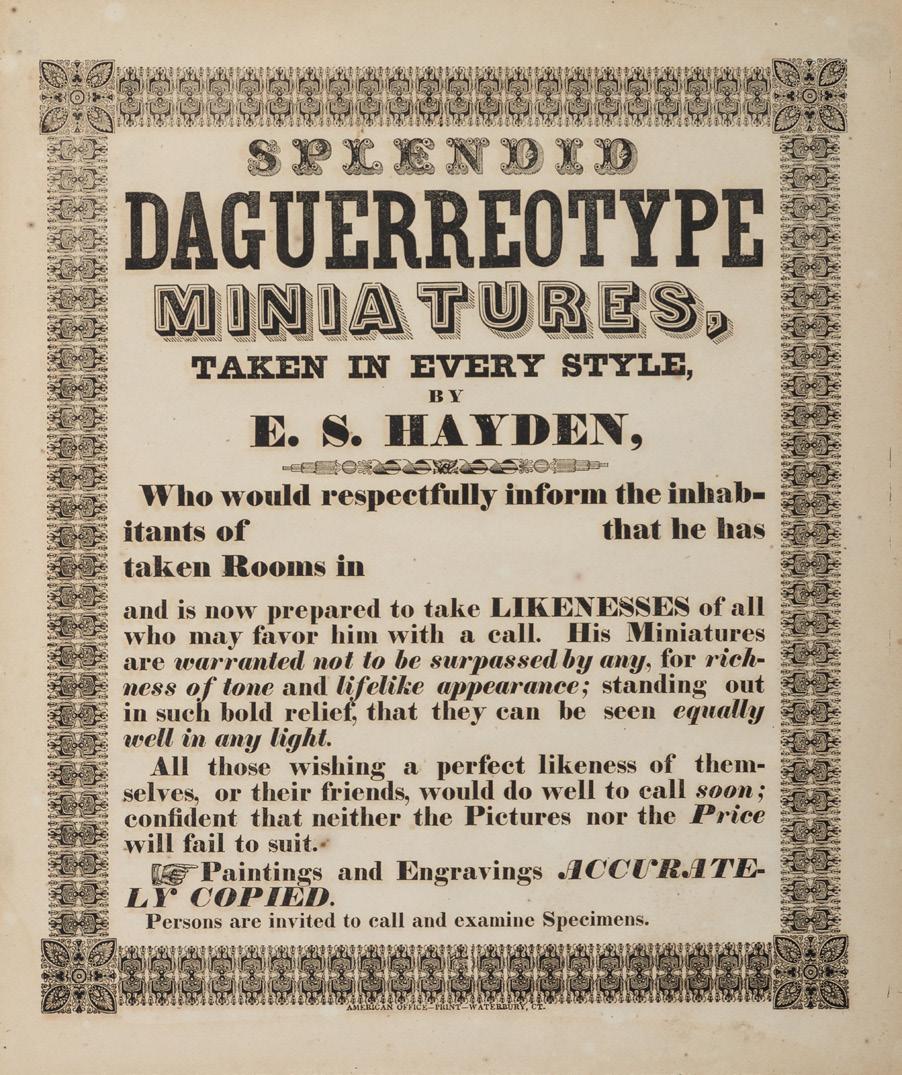 SPLENDID
DAGUERREOTYPE
MINIATURES,
TAKEN IN EVERY STYLE,
BY
E. S. HAYDEN,
Who would respectfully inform the inhab-
itants of that he has
taken Rooms in
and is now prepared to take LIKENESSES of all
who may favor him with a call. His Miniatures
are warranted not to be surpassed by any, for rich-
ness of tone and lifelike appearance; standing out
in such bold relief, that they can be seen equally
well in any light.
All those wishing a perfect likeness of them-
selves, or their friends, would do well to call soon;
confident that neither the Pictures nor the Price
will fail to suit.
☞ Paintings and Engravings ACCURATE-
LY COPIED.
Persons are invited to call and examine Specimens.
AMERICAN OFFICE—PRINT—WATERBURY, CT.